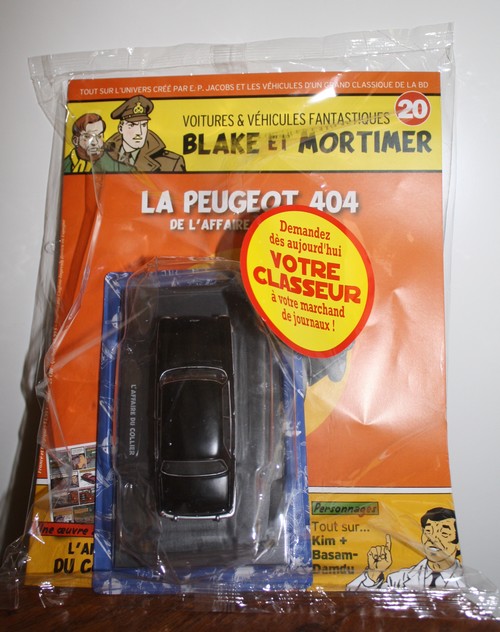 TOUT SUR L'UNIVERS CRÉÉ PAR E. P. JACOBS ET LES VÉHICULES D'UN GRAND CLASSIQUE DE LA BD
VOITURES & VÉHICULES FANTASTIQUES 20
BLAKE ET MORTIMER
LA PEUGEOT 404
DE L'AFFAIRE
Demandez
dès aujourd'hui
VOTRE
CLASSEUR
à votre marchand
de journaux !
L'AFFAIRE DU COLLIER
œuvre
DU
Personnages
Tout sur...
Kim +
Basam-
Damdu